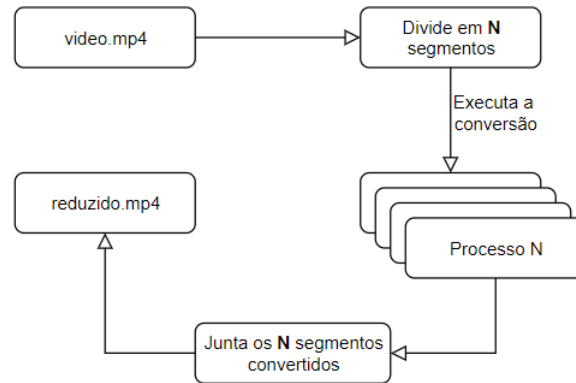 video.mp4
Divide em N
segmentos
Executa a
conversão
Processo N
Junta os N segmentos
convertidos
reduzido.mp4